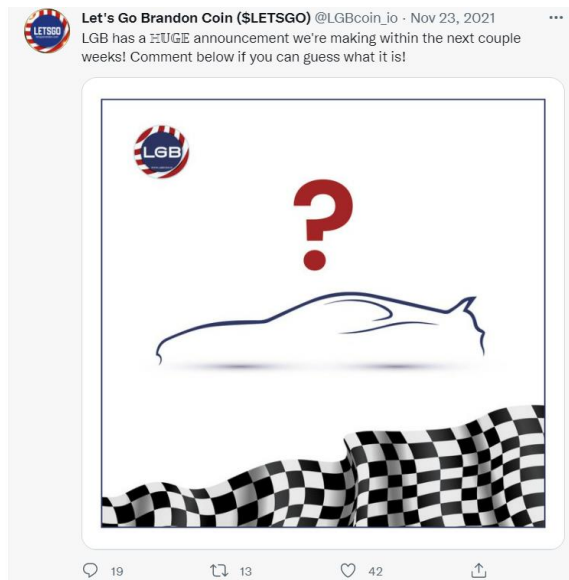 Let's Go Brandon Coin ($LETSGO) @LGBcoin_io · Nov 23, 2021
LETSGO
LGB has a ℍ𝕌𝔾𝔼 announcement we're making within the next couple
weeks! Comment below if you can guess what it is!
LGB
?
19 13 42